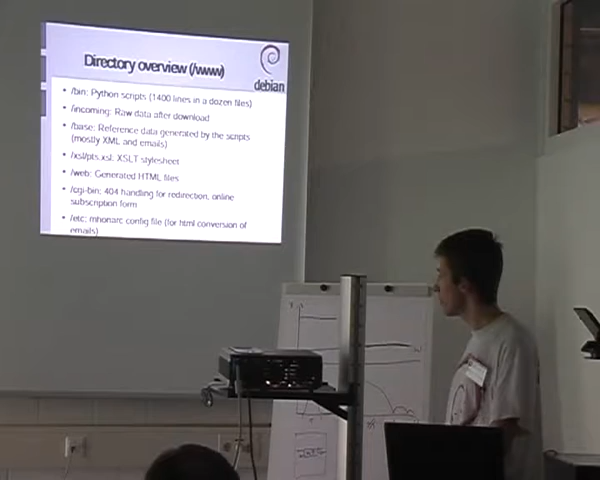 Directory overview (/www)
debian
• /bin: Python scripts (1400 lines in a dozen files)
• /incoming: Raw data after download
• /base: Reference data generated by the scripts
(mostly XML and emails)
• /xsl/pts.xsl: XSLT stylesheet
• /web: Generated HTML files
• /cgi-bin: 404 handling for redirection, online
subscription form
• /etc: mhonarc config file (for html conversion of
emails)